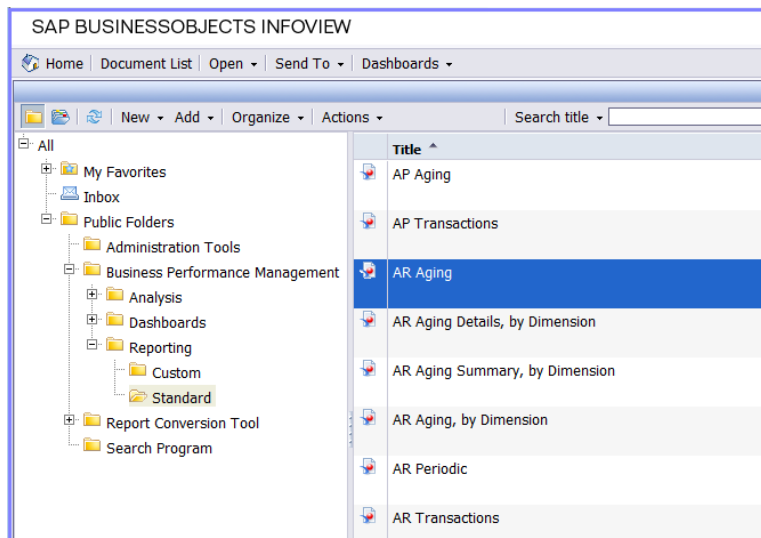 SAP BUSINESSOBJECTS INFOVIEW
Home Document List Open Send To Dashboards
New Add Organize Actions Search title
All
My Favorites
Inbox
Public Folders
Administration Tools
Business Performance Management
Analysis
Dashboards
Reporting
Custom
Standard
Report Conversion Tool
Search Program
Title
AP Aging
AP Transactions
AR Aging
AR Aging Details, by Dimension
AR Aging Summary, by Dimension
AR Aging, by Dimension
AR Periodic
AR Transactions